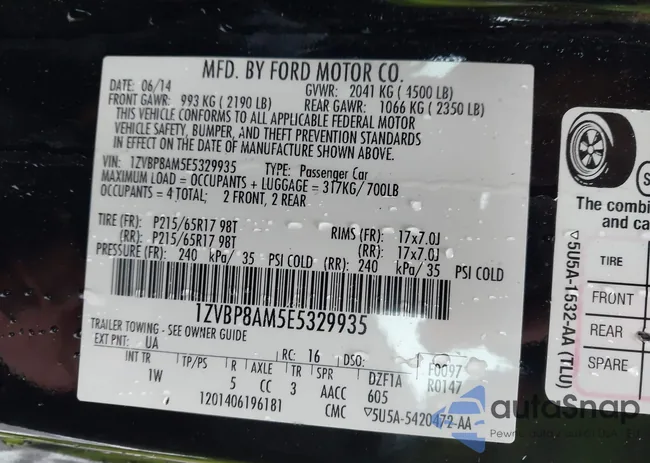 MFD. BY FORD MOTOR CO.
DATE: 06/14 GVWR: 2041 KG ( 4500 LB)
FRONT GAWR: 993 KG ( 2190 LB) REAR GAWR: 1066 KG ( 2350 LB)
THIS VEHICLE CONFORMS TO ALL APPLICABLE FEDERAL MOTOR
VEHICLE SAFETY, BUMPER, AND THEFT PREVENTION STANDARDS
IN EFFECT ON THE DATE OF MANUFACTURE SHOWN ABOVE.
VIN: 1ZVBP8AM5E5329935 TYPE: Passenger Car
MAXIMUM LOAD = OCCUPANTS + LUGGAGE = 317KG/700LB
OCCUPANTS = 4 TOTAL; 2 FRONT, 2 REAR
TIRE (FR): P215/65R17 98T RIMS (FR): 17x7.0J
(RR): P215/65R17 98T (RR): 17x7.0J
PRESSURE (FR): 240 kPa/ 35 PSI COLD (RR): 240 kPa/ 35 PSI COLD
1ZVBP8AM5E5329935
TRAILER TOWING - SEE OWNER GUIDE
EXT PNT: UA RC: 16 DSO: F0097
R0147
INT TR TP/PS R AXLE TR SPR DZF1A
1W 5 CC 3 AACC 605
1201406196181 CMC ▽5U5A-5420472-AA
The combin
and ca
TIRE
FRONT
REAR
SPARE
▽5U5A-1532-AA (TLU)
autoSnap